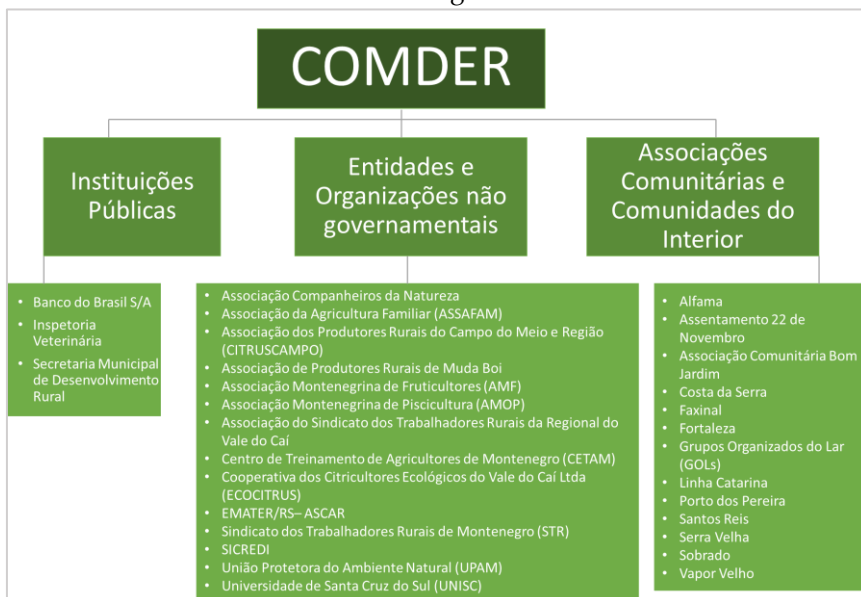 COMDER
Instituições
Públicas
Entidades e
Organizações não
governamentais
Associações
Comunitárias e
Comunidades do
Interior
• Banco do Brasil S/A
• Inspetoria
Veterinária
• Secretaria Municipal
de Desenvolvimento
Rural
• Associação Companheiros da Natureza
• Associação da Agricultura Familiar (ASSAFAM)
• Associação dos Produtores Rurais do Campo do Meio e Região
(CITRUSCAMPO)
• Associação de Produtores Rurais de Muda Boi
• Associação Montenegrina de Fruticultores (AMF)
• Associação Montenegrina de Piscicultura (AMOP)
• Associação do Sindicato dos Trabalhadores Rurais da Regional do
Vale do Caí
• Centro de Treinamento de Agricultores de Montenegro (CETAM)
• Cooperativa dos Citricultores Ecológicos do Vale do Caí Ltda
(ECOCITRUS)
• EMATER/RS– ASCAR
• Sindicato dos Trabalhadores Rurais de Montenegro (STR)
• SICREDI
• União Protetora do Ambiente Natural (UPAM)
• Universidade de Santa Cruz do Sul (UNISC)
• Alfama
• Assentamento 22 de
Novembro
• Associação Comunitária Bom
Jardim
• Costa da Serra
• Faxinal
• Fortaleza
• Grupos Organizados do Lar
(GOLs)
• Linha Catarina
• Porto dos Pereira
• Santos Reis
• Serra Velha
• Sobrado
• Vapor Velho